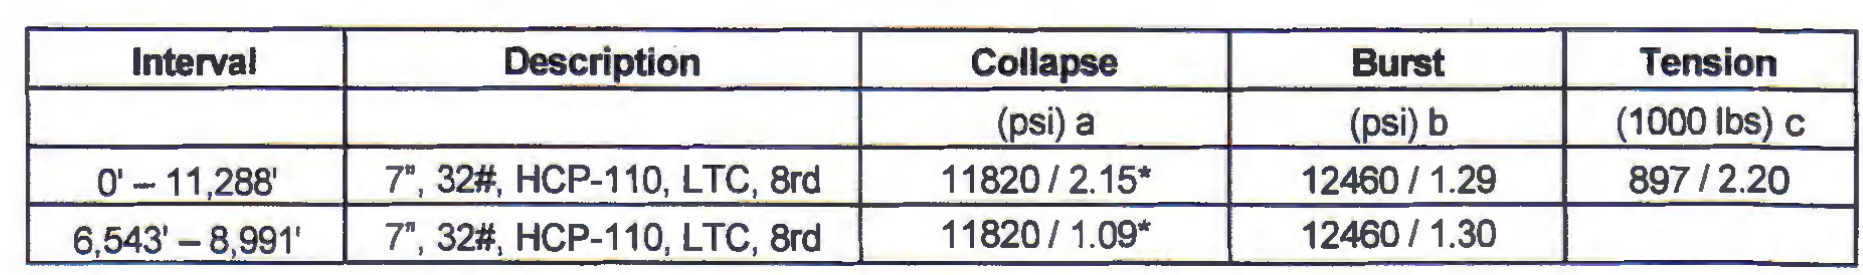 Interval Description Collapse Burst Tension
(psi) a (psi) b (1000 lbs) c
0' – 11,288' 7", 32#, HCP-110, LTC, 8rd 11820 / 2.15* 12460 / 1.29 897 / 2.20
6,543' – 8,991' 7", 32#, HCP-110, LTC, 8rd 11820 / 1.09* 12460 / 1.30